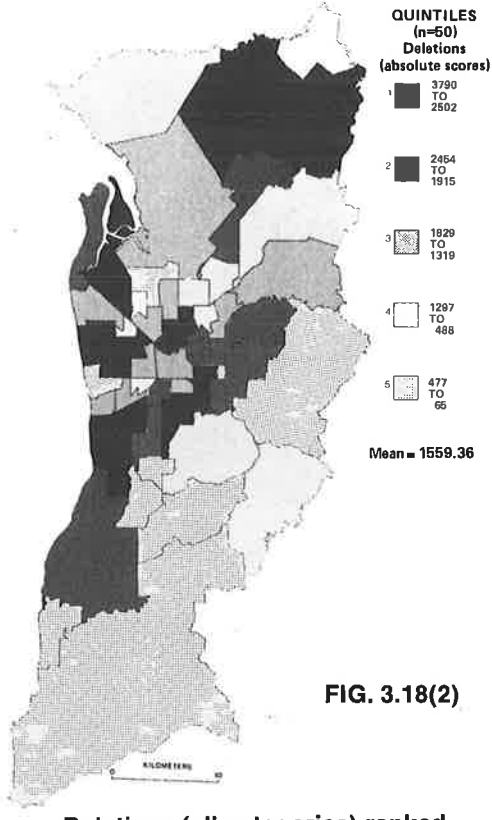 QUINTILES
(n=50)
Deletions
(absolute scores)
1 3790
TO
2502
2 2454
TO
1915
3 1829
TO
1319
4 1297
TO
488
5 477
TO
65
Mean = 1559.36
FIG. 3.18(2)
KILOMETERS
0